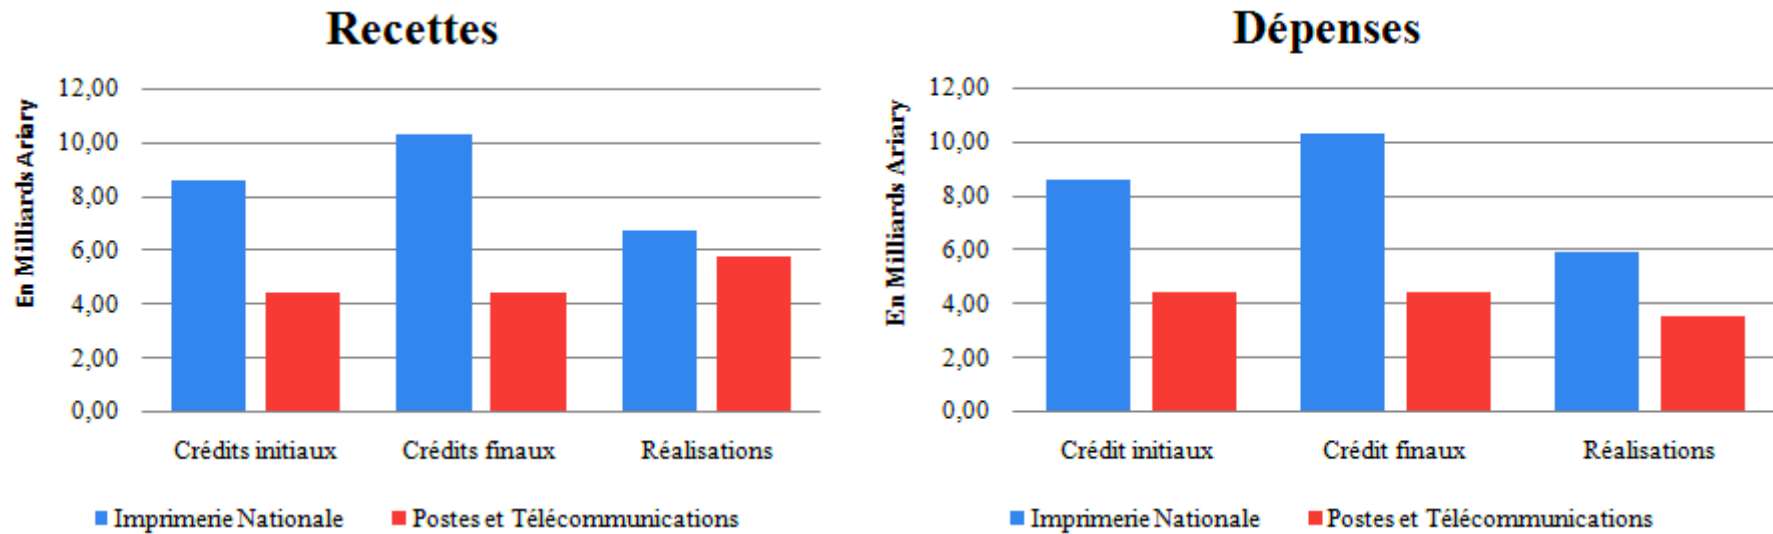 Recettes
En Milliards Ariary
12,00
10,00
8,00
6,00
4,00
2,00
0,00
Crédits initiaux
Crédits finaux
Réalisations
Imprimerie Nationale
Postes et Télécommunications
Dépenses
En Milliards Ariary
12,00
10,00
8,00
6,00
4,00
2,00
0,00
Crédit initiaux
Crédit finaux
Réalisations
Imprimerie Nationale
Postes et Télécommunications